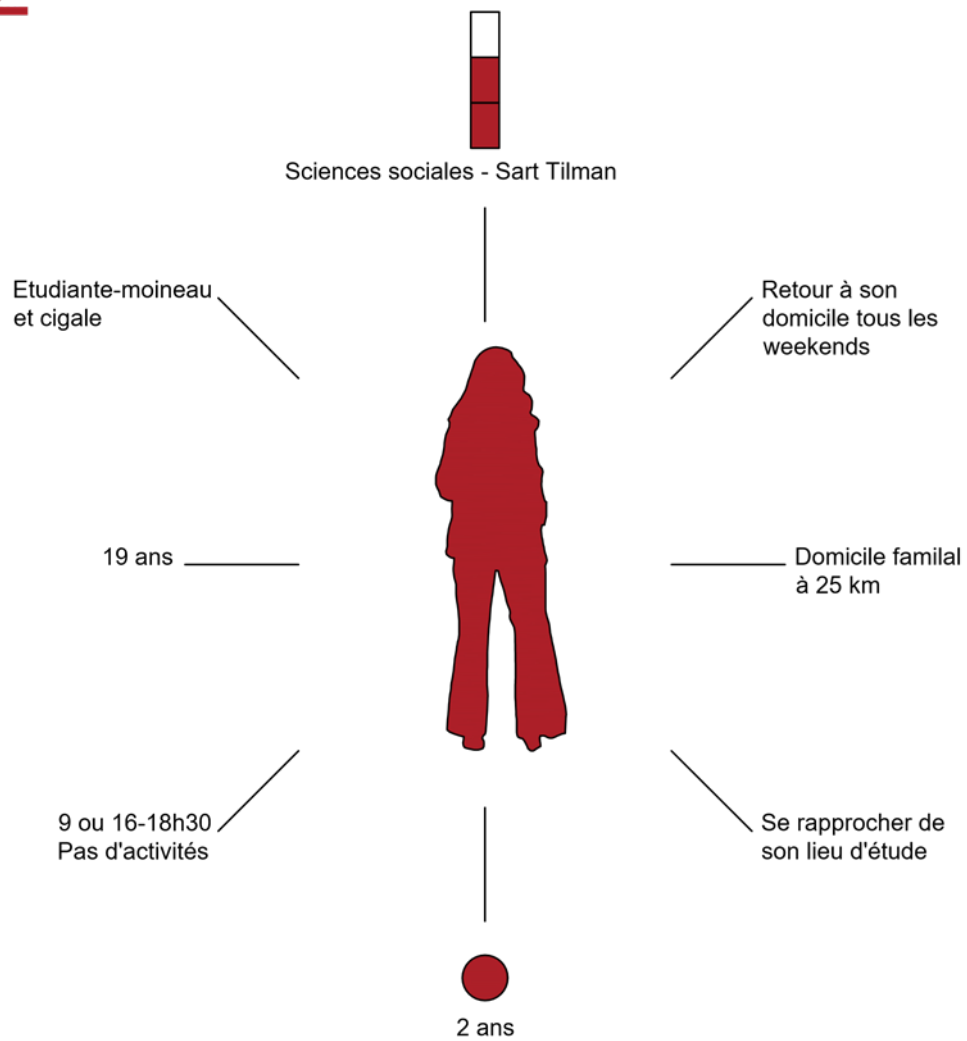 Sciences sociales - Sart Tilman
Etudiante-moineau
et cigale
Retour à son
domicile tous les
weekends
19 ans
Domicile familal
à 25 km
9 ou 16-18h30
Pas d'activités
Se rapprocher de
son lieu d'étude
2 ans